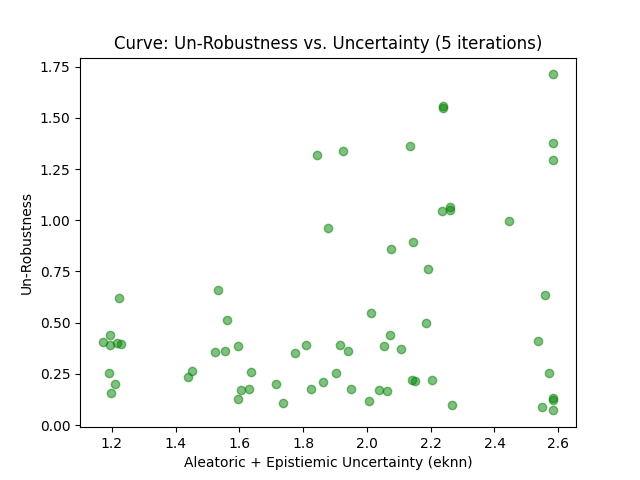 Curve: Un-Robustness vs. Uncertainty (5 iterations)
1.75
1.50
1.25
1.00
0.75
0.50
0.25
0.00
Un-Robustness
1.2 1.4 1.6 1.8 2.0 2.2 2.4 2.6
Aleatoric + Epistiemic Uncertainty (eknn)